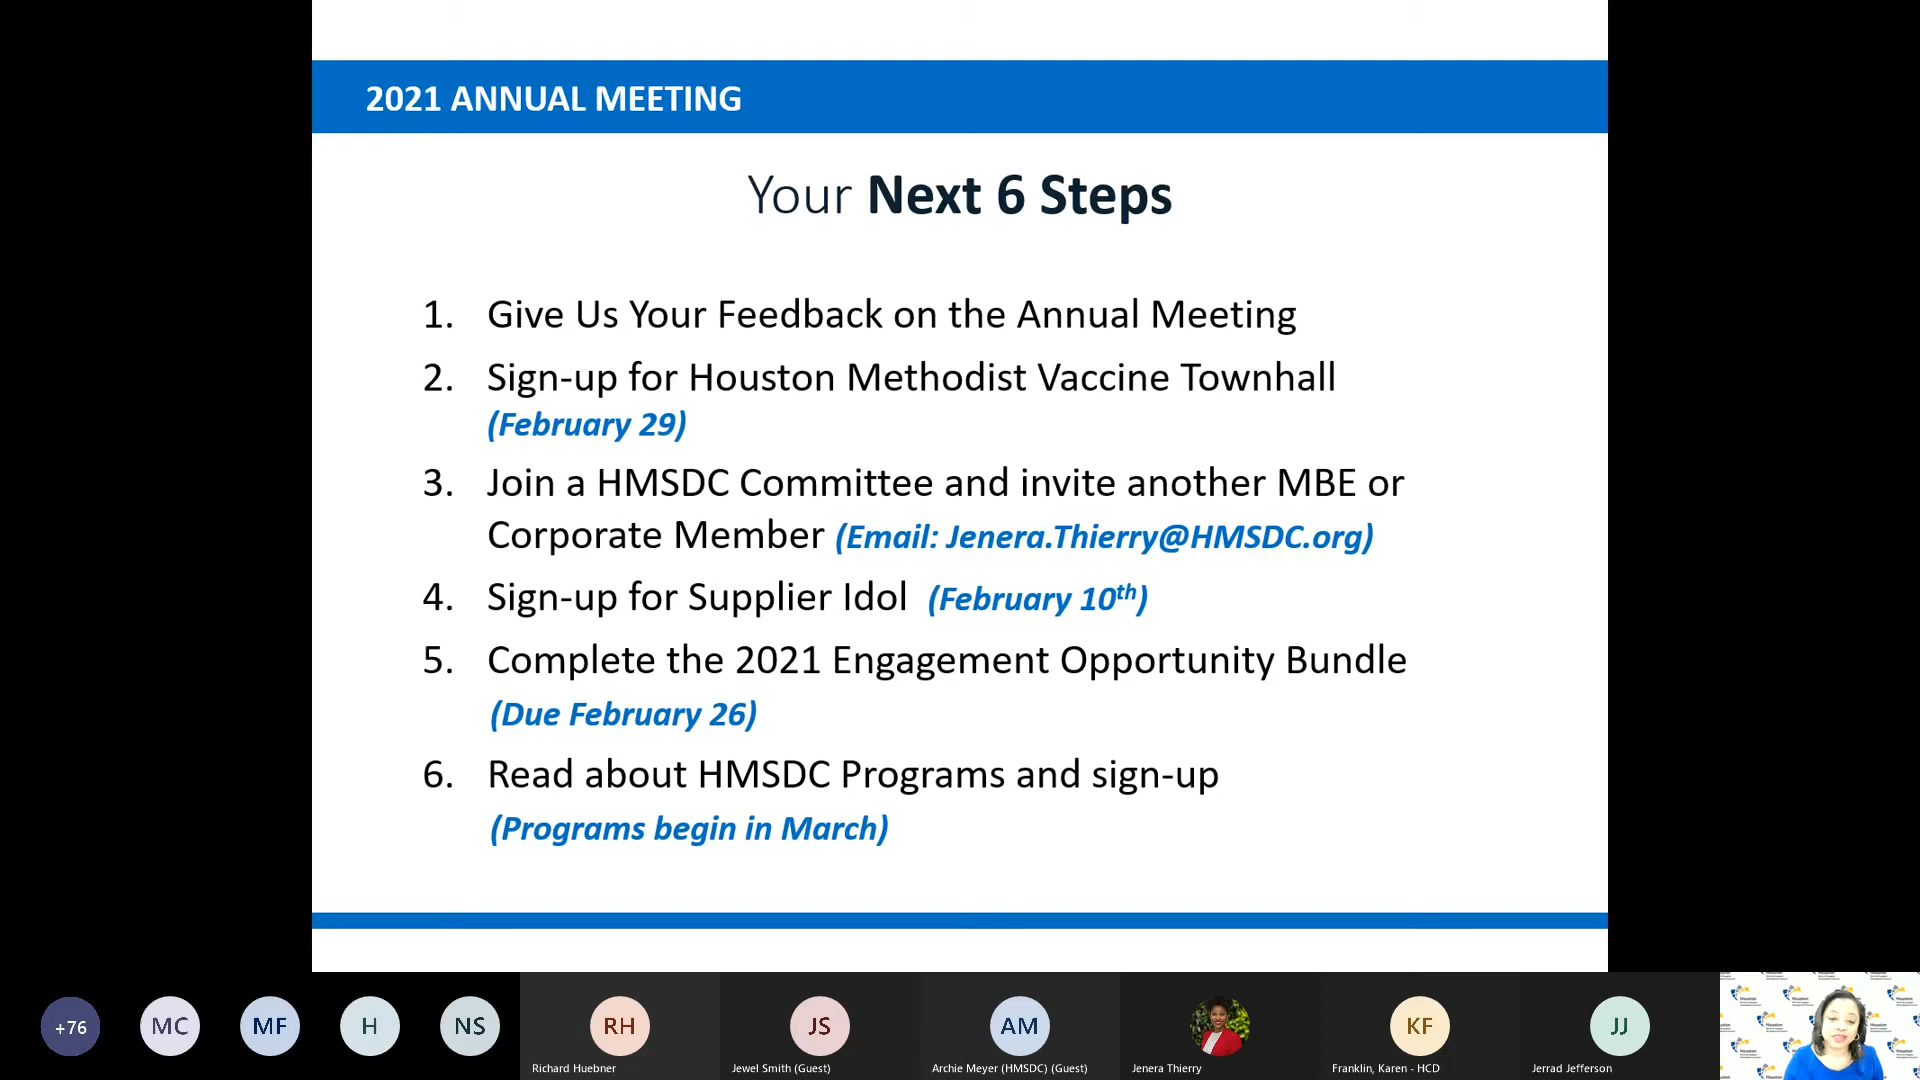 2021 ANNUAL MEETING
Your Next 6 Steps
1. Give Us Your Feedback on the Annual Meeting
2. Sign-up for Houston Methodist Vaccine Townhall
(February 29)
3. Join a HMSDC Committee and invite another MBE or
Corporate Member (Email: Jenera.Thierry@HMSDC.org)
4. Sign-up for Supplier Idol (February 10th)
5. Complete the 2021 Engagement Opportunity Bundle
(Due February 26)
6. Read about HMSDC Programs and sign-up
(Programs begin in March)
+76
MC
MF
H
NS
RH
JS
AM
KF
JJ
Richard Huebner
Jewel Smith (Guest)
Archie Meyer (HMSDC) (Guest)
Jenera Thierry
Franklin, Karen - HCD
Jerrad Jefferson